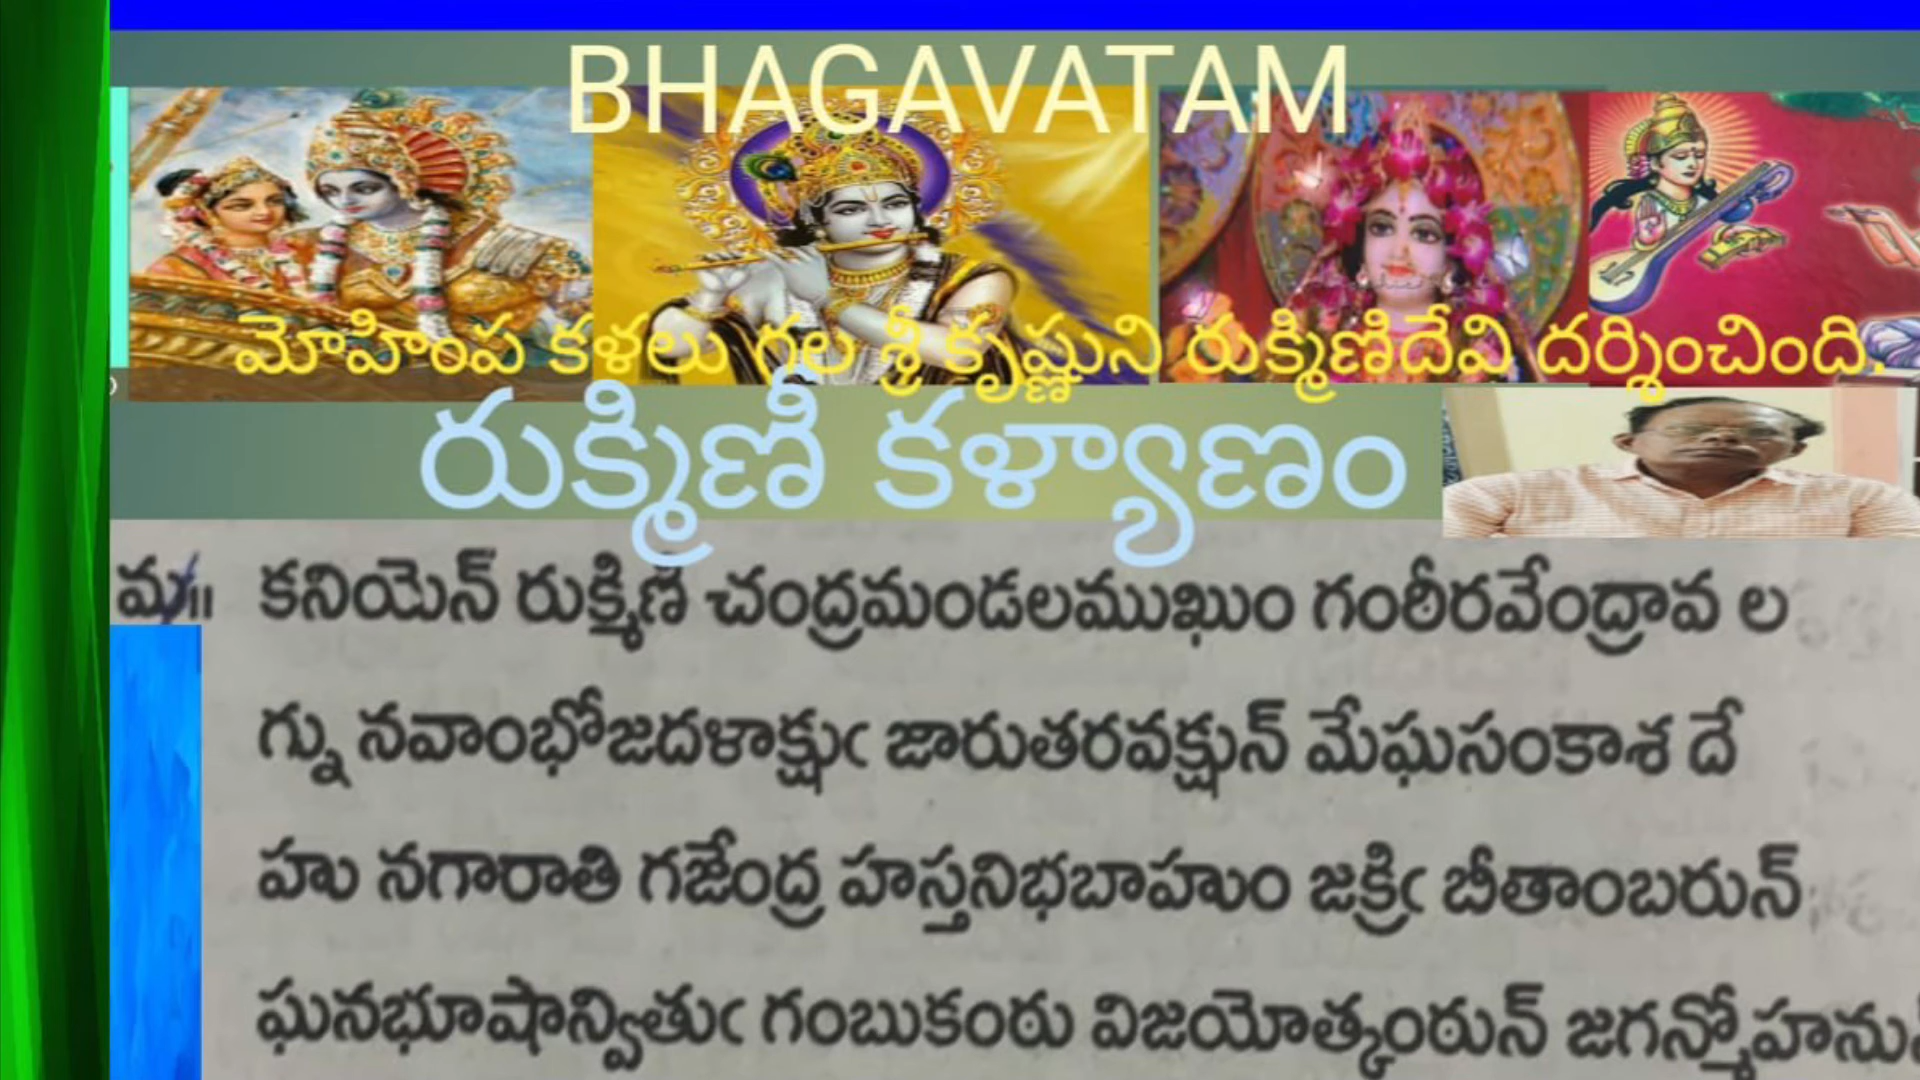 BHAGAVATAM
మోహింప కళలు గల శ్రీ కృష్ణుని రుక్మిణిదేవి దర్శించింది.
రుక్మిణీ కళ్యాణం
మ॥ కనియెన్ రుక్మిణి చంద్రమండలముఖుం గంఠీరవేంద్రావ ల
గ్ను నవాంభోజదళాక్షుఁ జారుతరవక్షున్ మేఘసంకాశ దే
హు నగారాతి గజేంద్ర హస్తనిభబాహుం జక్రిఁ బీతాంబరున్
ఘనభూషాన్వితుఁ గంబుకంఠు విజయోత్కంఠున్ జగన్మోహనున్